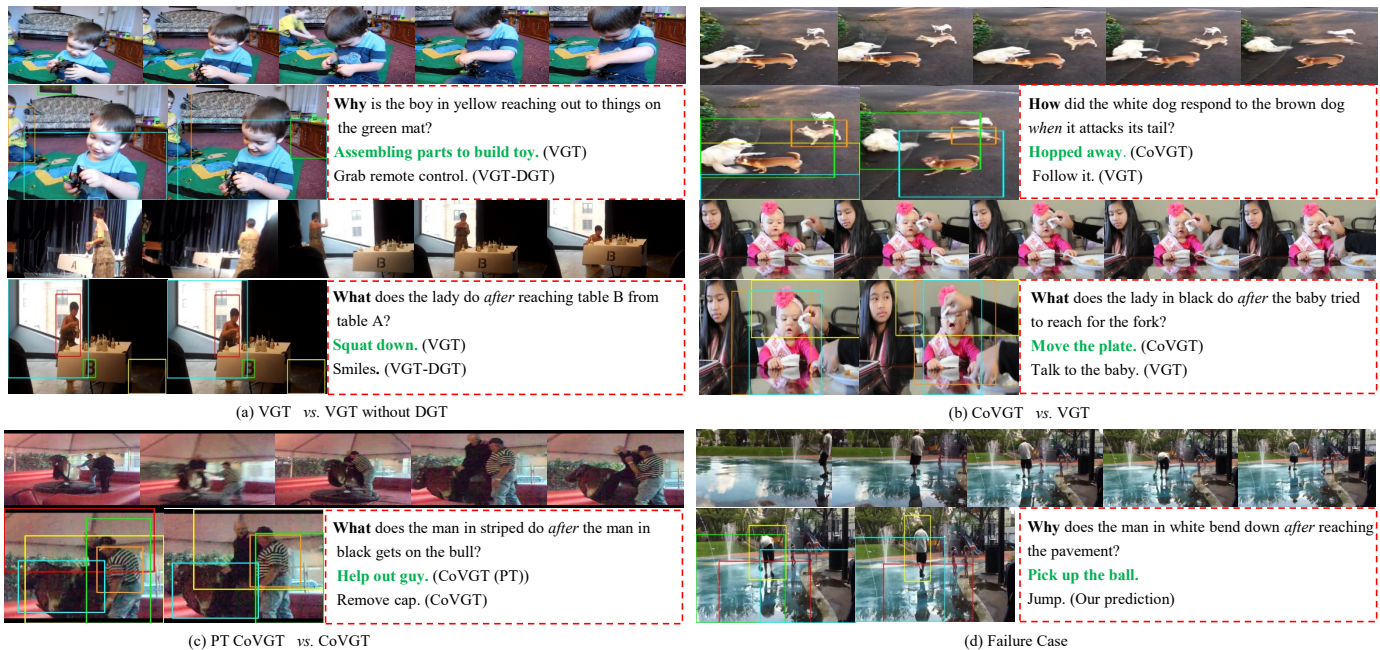 Why is the boy in yellow reaching out to things on
the green mat?
Assembling parts to build toy. (VGT)
Grab remote control. (VGT-DGT)
A
B
B
B
B
What does the lady do after reaching table B from
table A?
Squat down. (VGT)
Smiles. (VGT-DGT)
(a) VGT vs. VGT without DGT
How did the white dog respond to the brown dog
when it attacks its tail?
Hopped away. (CoVGT)
Follow it. (VGT)
What does the lady in black do after the baby tried
to reach for the fork?
Move the plate. (CoVGT)
Talk to the baby. (VGT)
(b) CoVGT vs. VGT
What does the man in striped do after the man in
black gets on the bull?
Help out guy. (CoVGT (PT))
Remove cap. (CoVGT)
(c) PT CoVGT vs. CoVGT
Why does the man in white bend down after reaching
the pavement?
Pick up the ball.
Jump. (Our prediction)
(d) Failure Case